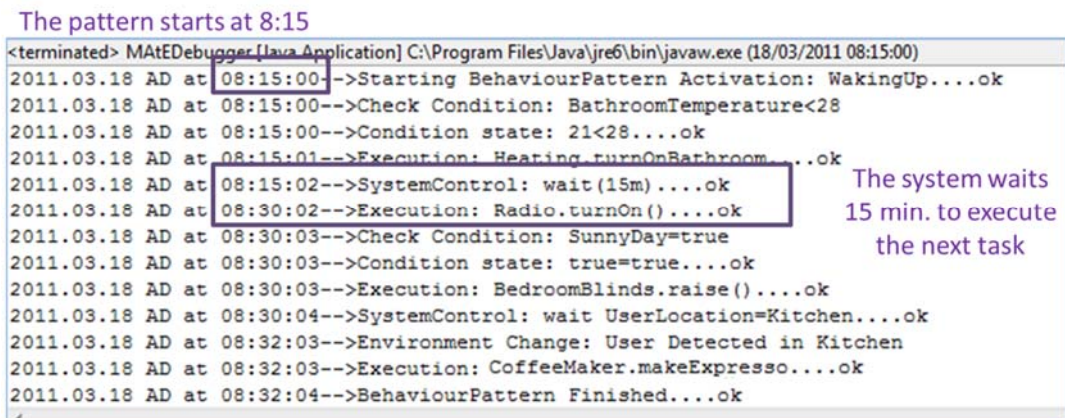 The pattern starts at 8:15
<terminated> MAtEDebugger [Java Application] C:\Program Files\Java\jre6\bin\javaw.exe (18/03/2011 08:15:00)
2011.03.18 AD at 08:15:00-->Starting BehaviourPattern Activation: WakingUp....ok
2011.03.18 AD at 08:15:00-->Check Condition: BathroomTemperature<28
2011.03.18 AD at 08:15:00-->Condition state: 21<28....ok
2011.03.18 AD at 08:15:01-->Execution: Heating.turnOnBathroom....ok
2011.03.18 AD at 08:15:02-->SystemControl: wait(15m)....ok
2011.03.18 AD at 08:30:02-->Execution: Radio.turnOn()....ok
The system waits
15 min. to execute
the next task
2011.03.18 AD at 08:30:03-->Check Condition: SunnyDay=true
2011.03.18 AD at 08:30:03-->Condition state: true=true....ok
2011.03.18 AD at 08:30:03-->Execution: BedroomBlinds.raise()....ok
2011.03.18 AD at 08:30:04-->SystemControl: wait UserLocation=Kitchen....ok
2011.03.18 AD at 08:32:03-->Environment Change: User Detected in Kitchen
2011.03.18 AD at 08:32:03-->Execution: CoffeeMaker.makeExpresso....ok
2011.03.18 AD at 08:32:04-->BehaviourPattern Finished....ok